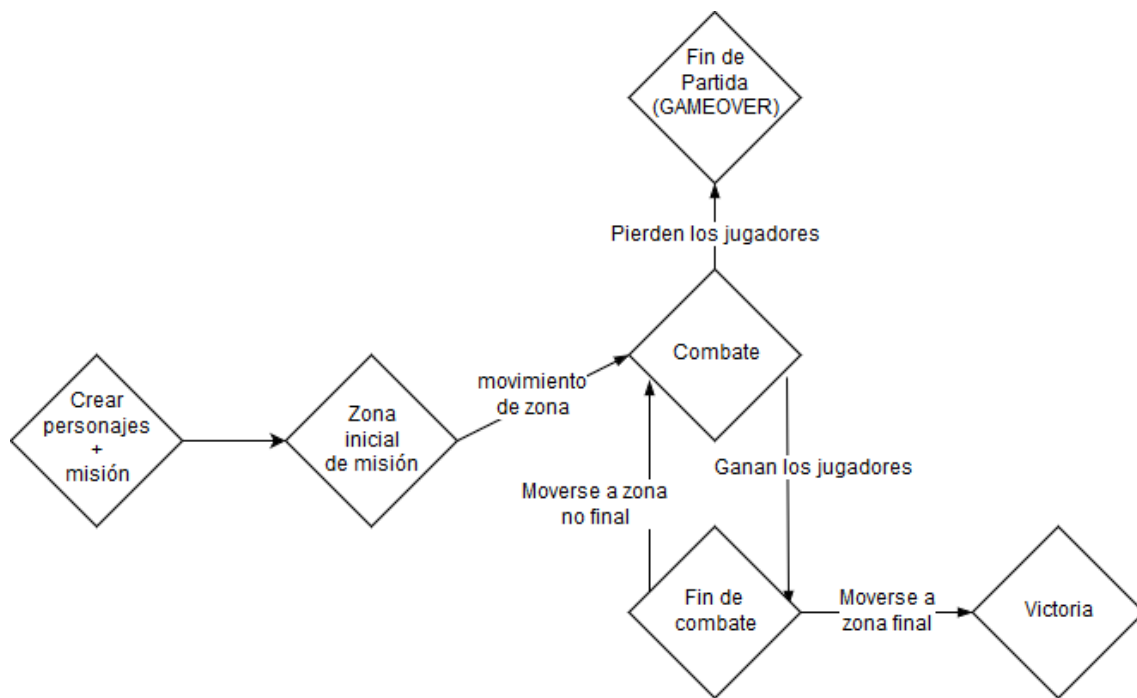 Fin de
Partida
(GAMEOVER)
Pierden los jugadores
Combate
movimiento
de zona
Crear
personajes
+
misión
Zona
inicial
de misión
Ganan los jugadores
Moverse a zona
no final
Fin de
combate
Moverse a
zona final
Victoria